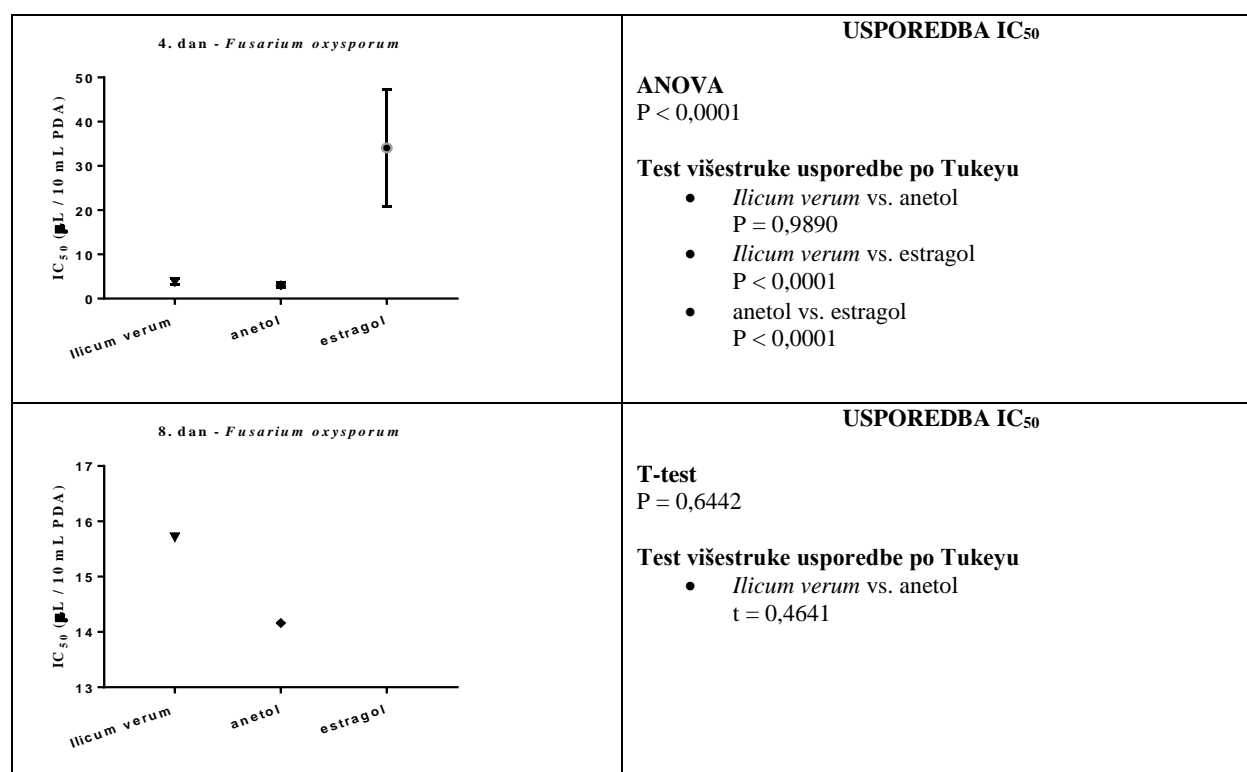 4. dan - Fusarium oxysporum
50
40
30
20
10
0
IC50 (µL / 10 mL PDA)
Ilicum verum
anetol
estragol
USPOREDBA IC50
ANOVA
P < 0,0001
Test višestruke usporedbe po Tukeyu
• Ilicum verum vs. anetol
P = 0,9890
• Ilicum verum vs. estragol
P < 0,0001
• anetol vs. estragol
P < 0,0001
8. dan - Fusarium oxysporum
17
16
15
14
13
IC50 (µL / 10 mL PDA)
Ilicum verum
anetol
estragol
USPOREDBA IC50
T-test
P = 0,6442
Test višestruke usporedbe po Tukeyu
• Ilicum verum vs. anetol
t = 0,4641